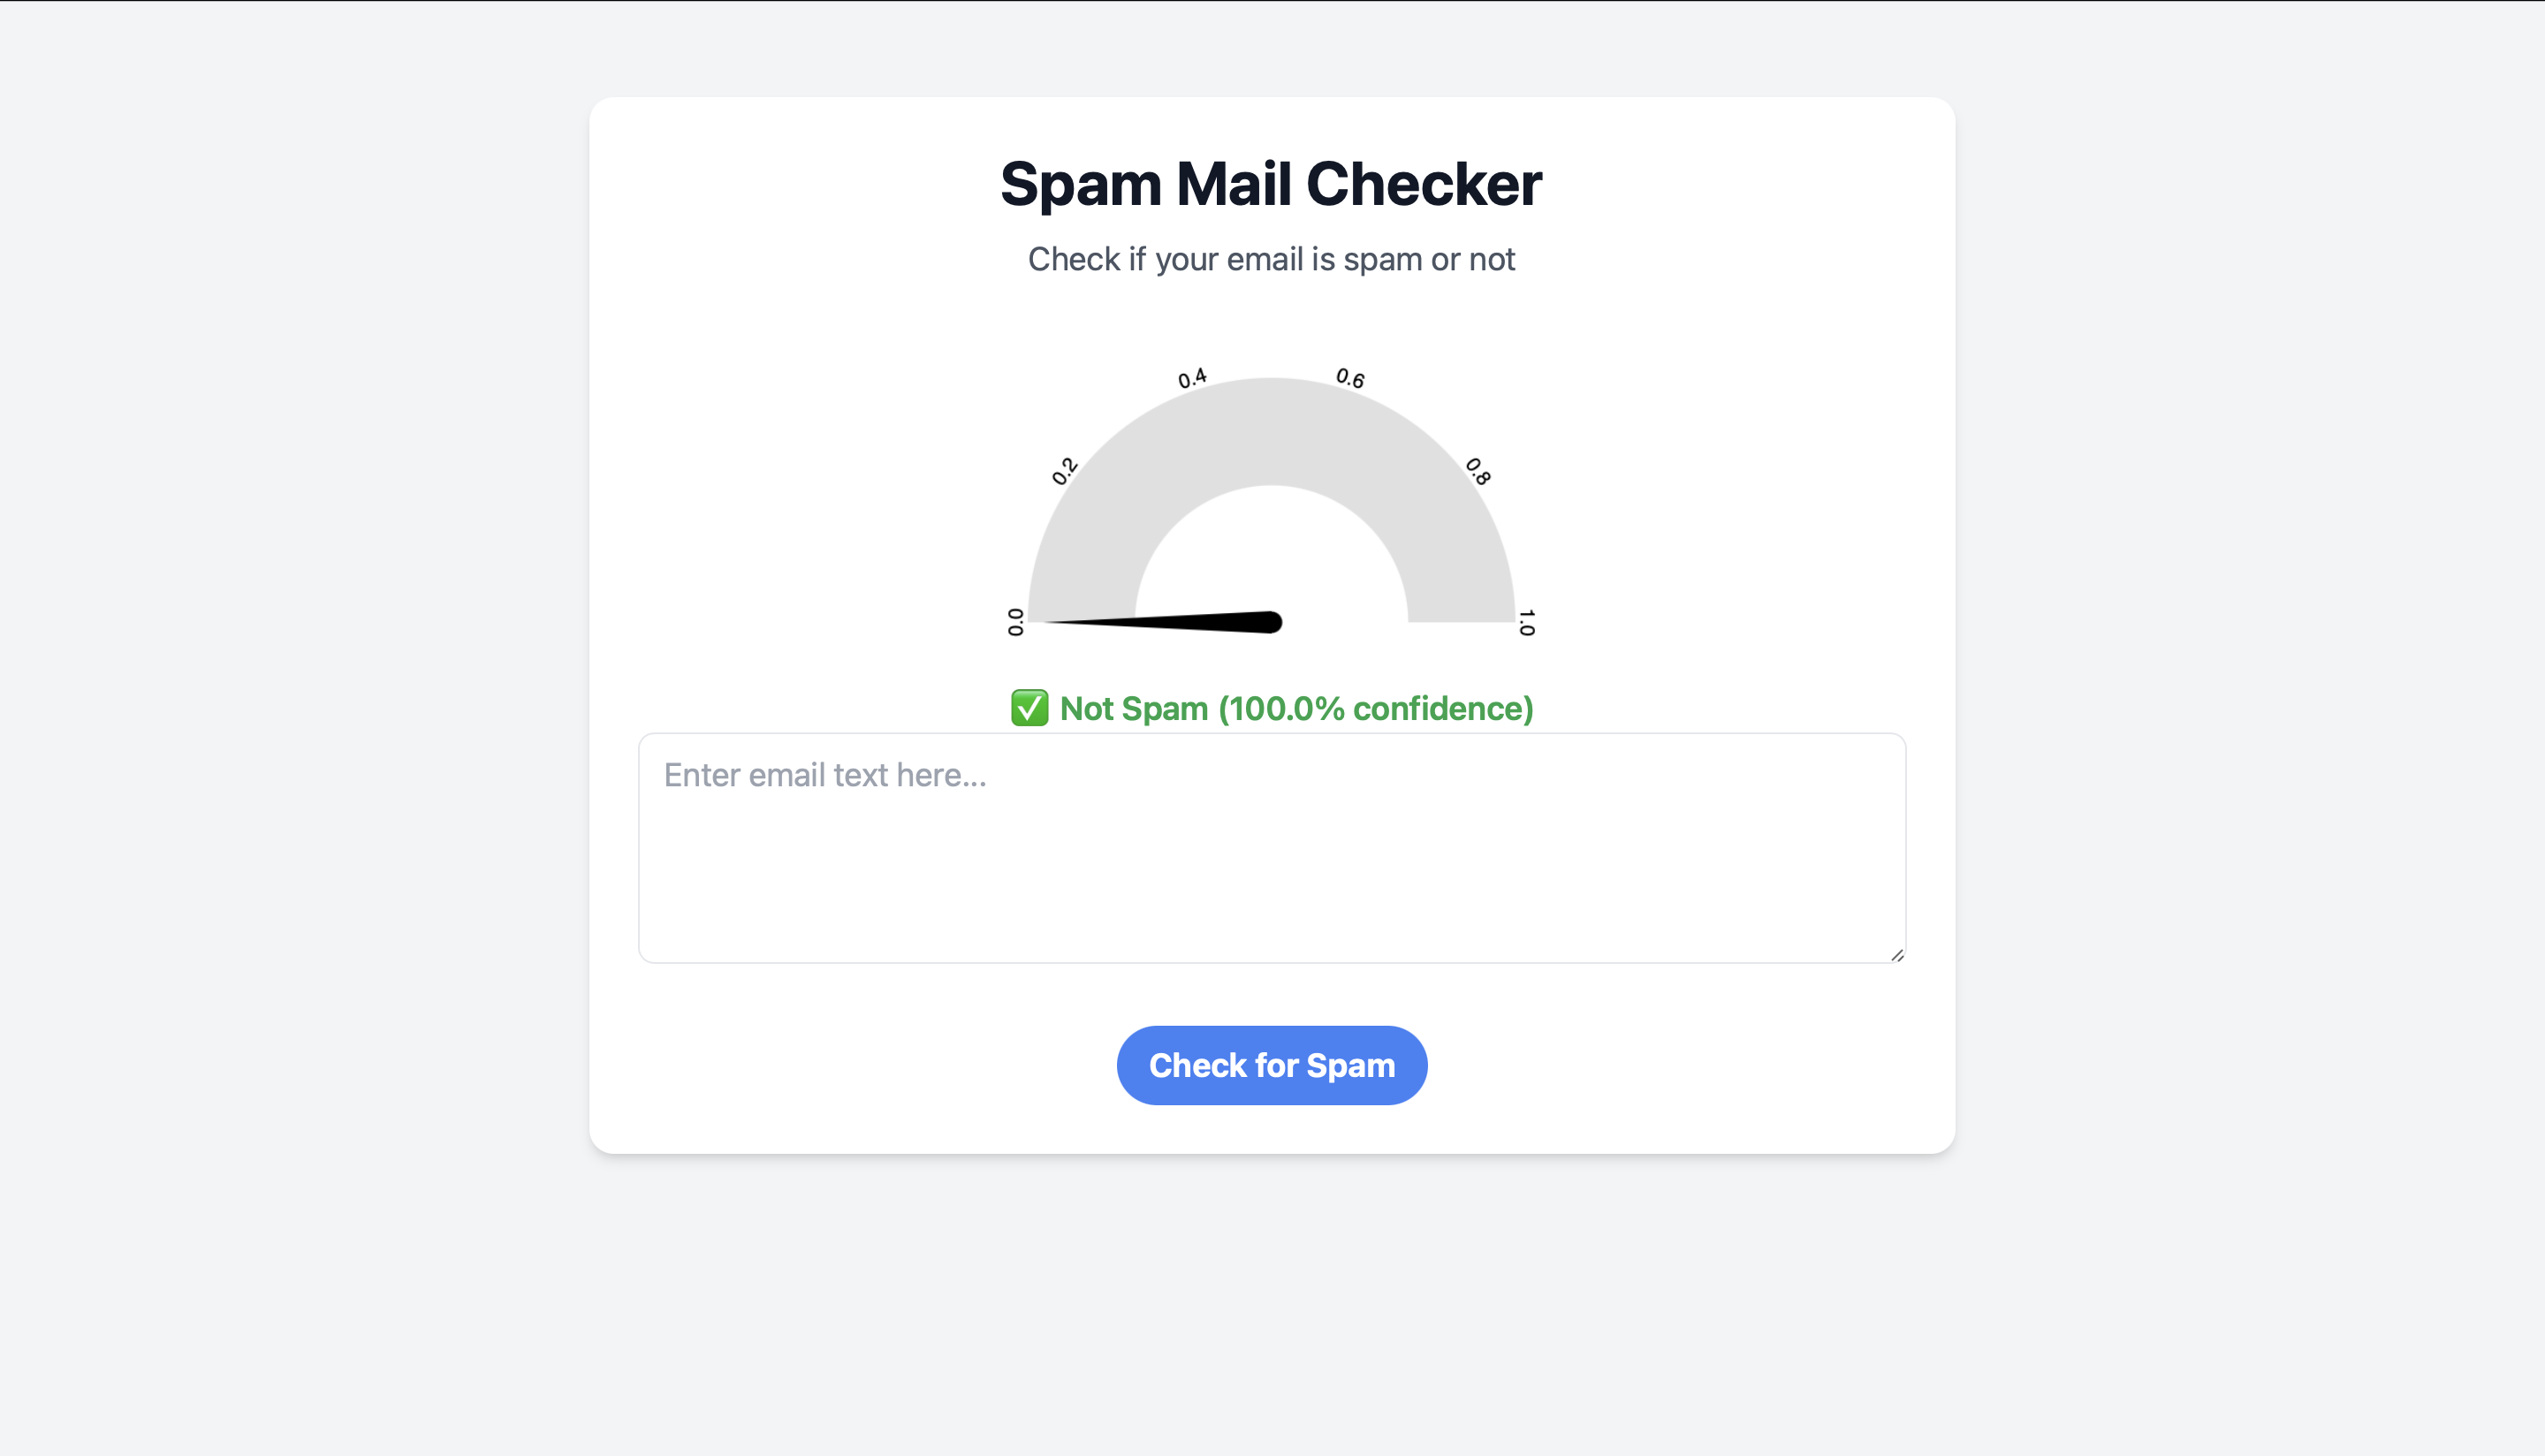 Spam Mail Checker
Check if your email is spam or not
0.0
0.2
0.4
0.6
0.8
1.0
✅ Not Spam (100.0% confidence)
Enter email text here...
Check for Spam